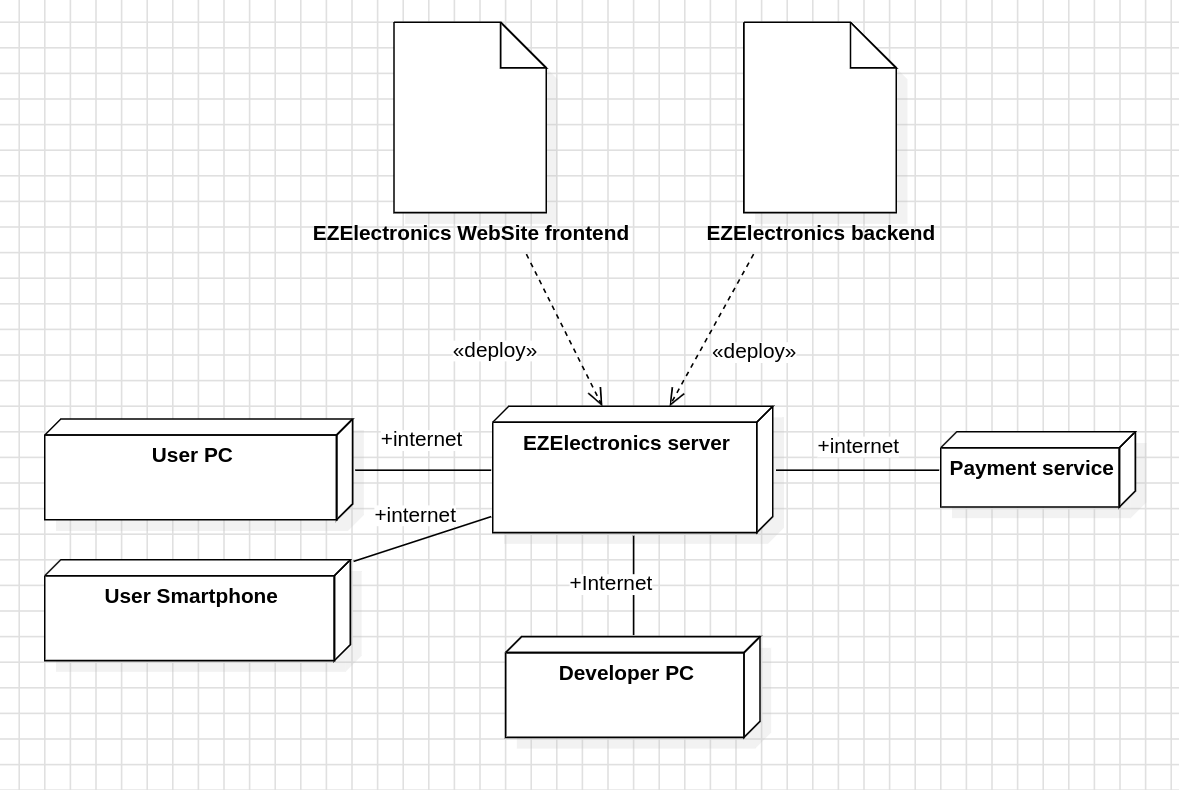 EZElectronics WebSite frontend
EZElectronics backend
«deploy»
«deploy»
User PC
+internet
EZElectronics server
+internet
Payment service
+internet
User Smartphone
+Internet
Developer PC